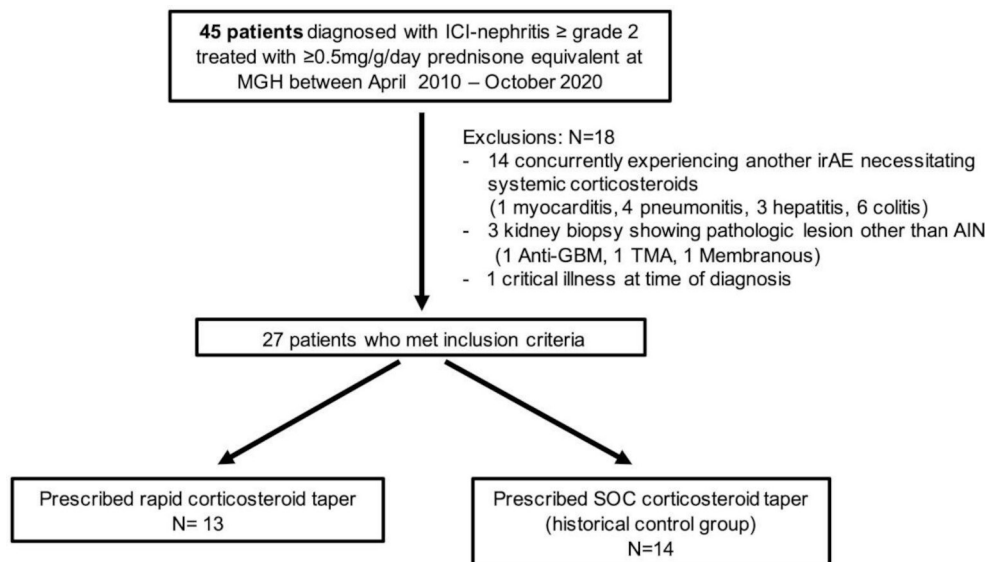 45 patients diagnosed with ICI-nephritis ≥ grade 2
treated with ≥0.5mg/g/day prednisone equivalent at
MGH between April 2010 – October 2020
Exclusions: N=18
- 14 concurrently experiencing another irAE necessitating
systemic corticosteroids
(1 myocarditis, 4 pneumonitis, 3 hepatitis, 6 colitis)
- 3 kidney biopsy showing pathologic lesion other than AIN
(1 Anti-GBM, 1 TMA, 1 Membranous)
- 1 critical illness at time of diagnosis
27 patients who met inclusion criteria
Prescribed rapid corticosteroid taper
N= 13
Prescribed SOC corticosteroid taper
(historical control group)
N=14